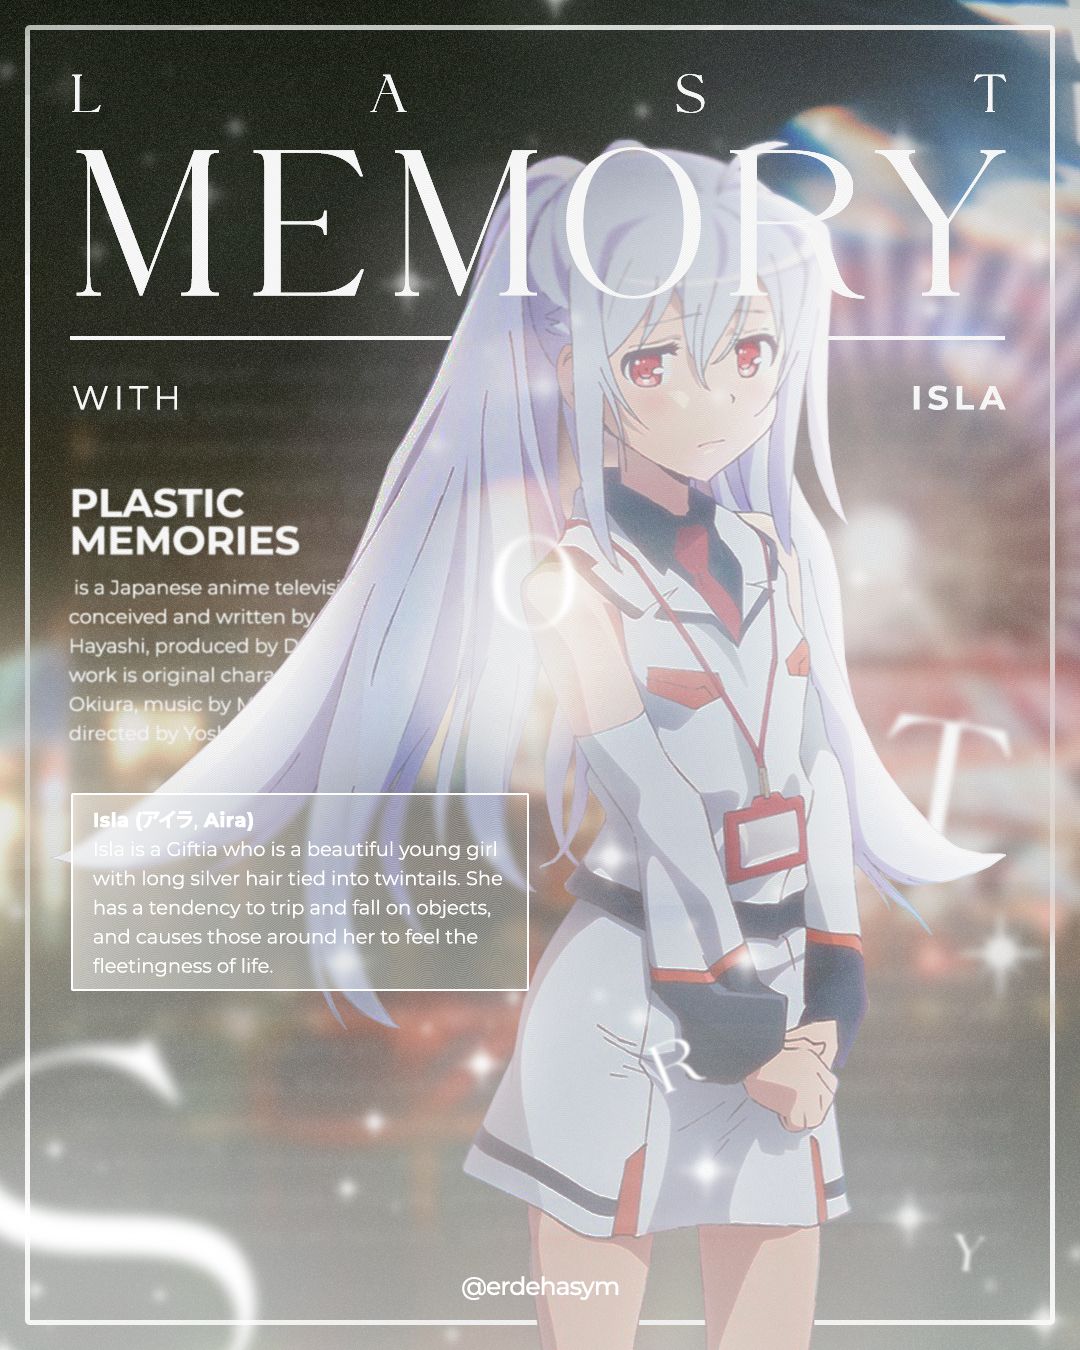 L A S T
MEMORY
WITH
ISLA
PLASTIC
MEMORIES
is a Japanese anime
conceived and written by
Hayashi, produced by
work is original
Okiura, music by
directed by
O
T
Isla (アイラ, Aira)
Isla is a Giftia who is a beautiful young girl
with long silver hair tied into twintails. She
has a tendency to trip and fall on objects,
and causes those around her to feel the
fleetingness of life.
S
R
Y
@erdehasym